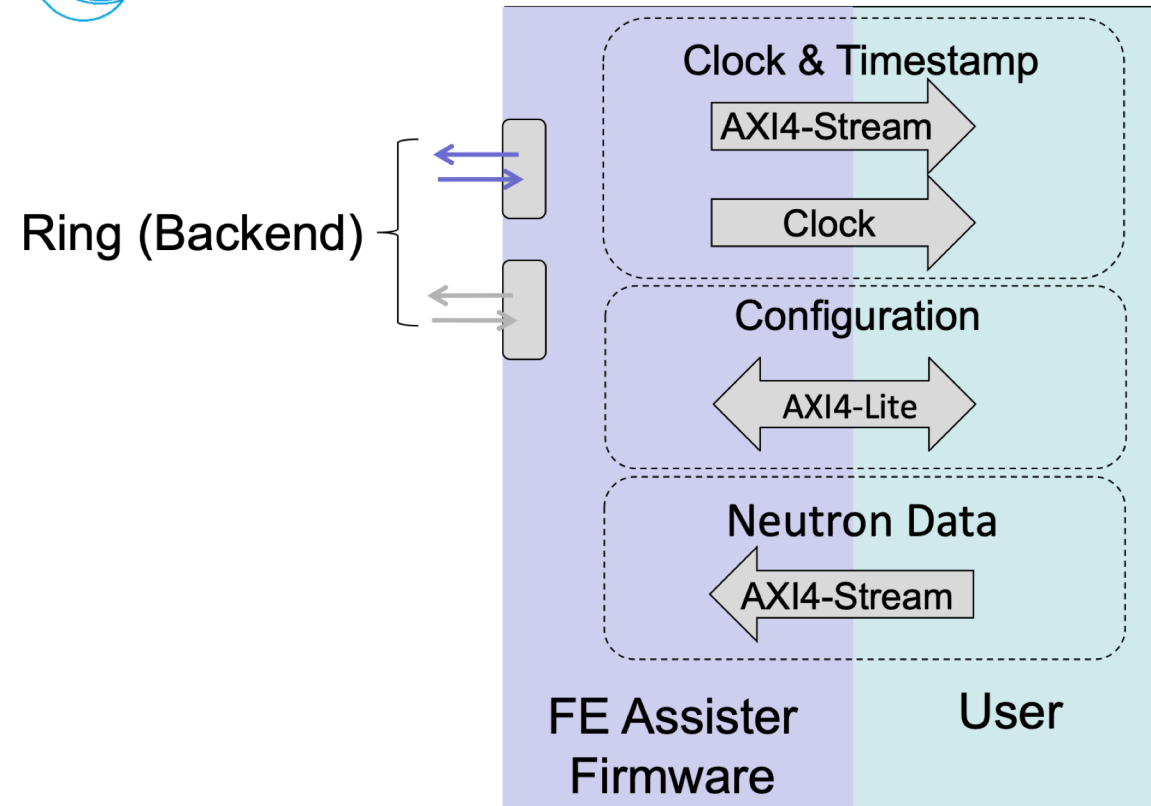 Clock & Timestamp
AXI4-Stream
Clock
Ring (Backend)
Configuration
AXI4-Lite
Neutron Data
AXI4-Stream
FE Assister
Firmware
User